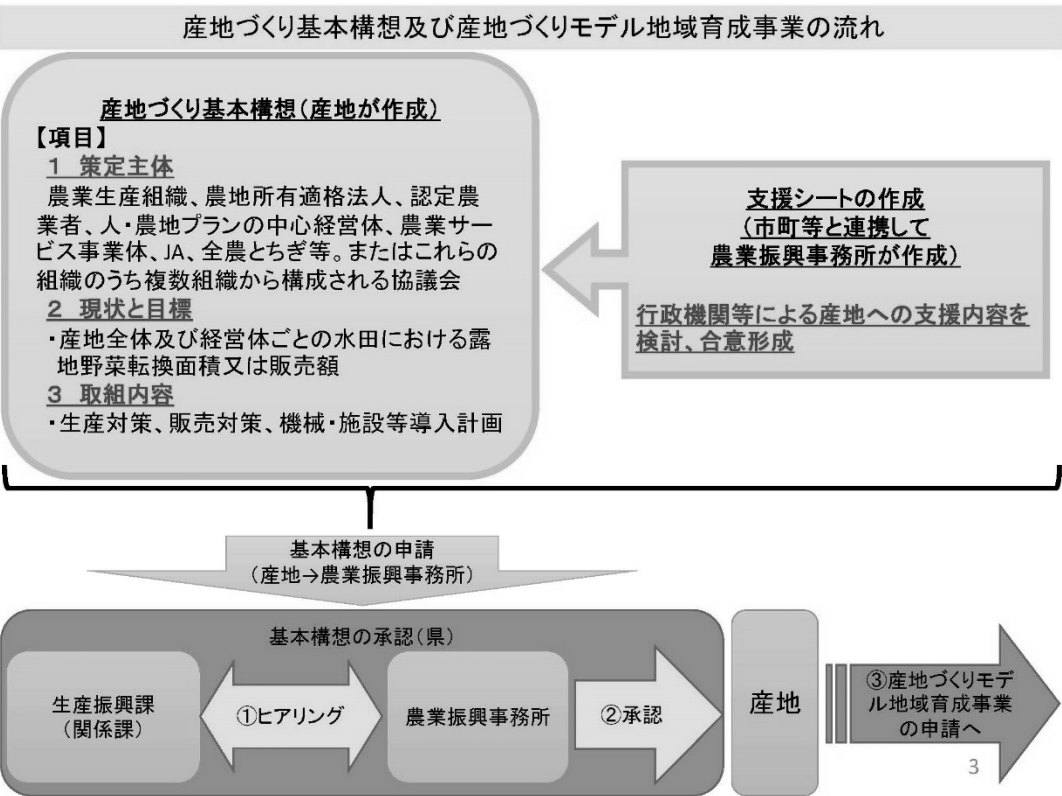 産地づくり基本構想及び産地づくりモデル地域育成事業の流れ
産地づくり基本構想(産地が作成)
【項目】
1 策定主体
農業生産組織、農地所有適格法人、認定農
業者、人・農地プランの中心経営体、農業サー
ビス事業体、JA、全農とちぎ等。またはこれらの
組織のうち複数組織から構成される協議会
2 現状と目標
・産地全体及び経営体ごとの水田における露
地野菜転換面積又は販売額
3 取組内容
・生産対策、販売対策、機械・施設等導入計画
支援シートの作成
(市町等と連携して
農業振興事務所が作成)
行政機関等による産地への支援内容を
検討、合意形成
基本構想の申請
(産地→農業振興事務所)
基本構想の承認(県)
生産振興課
(関係課)
①ヒアリング
農業振興事務所
②承認
産地
③産地づくりモデ
ル地域育成事業
の申請へ
3